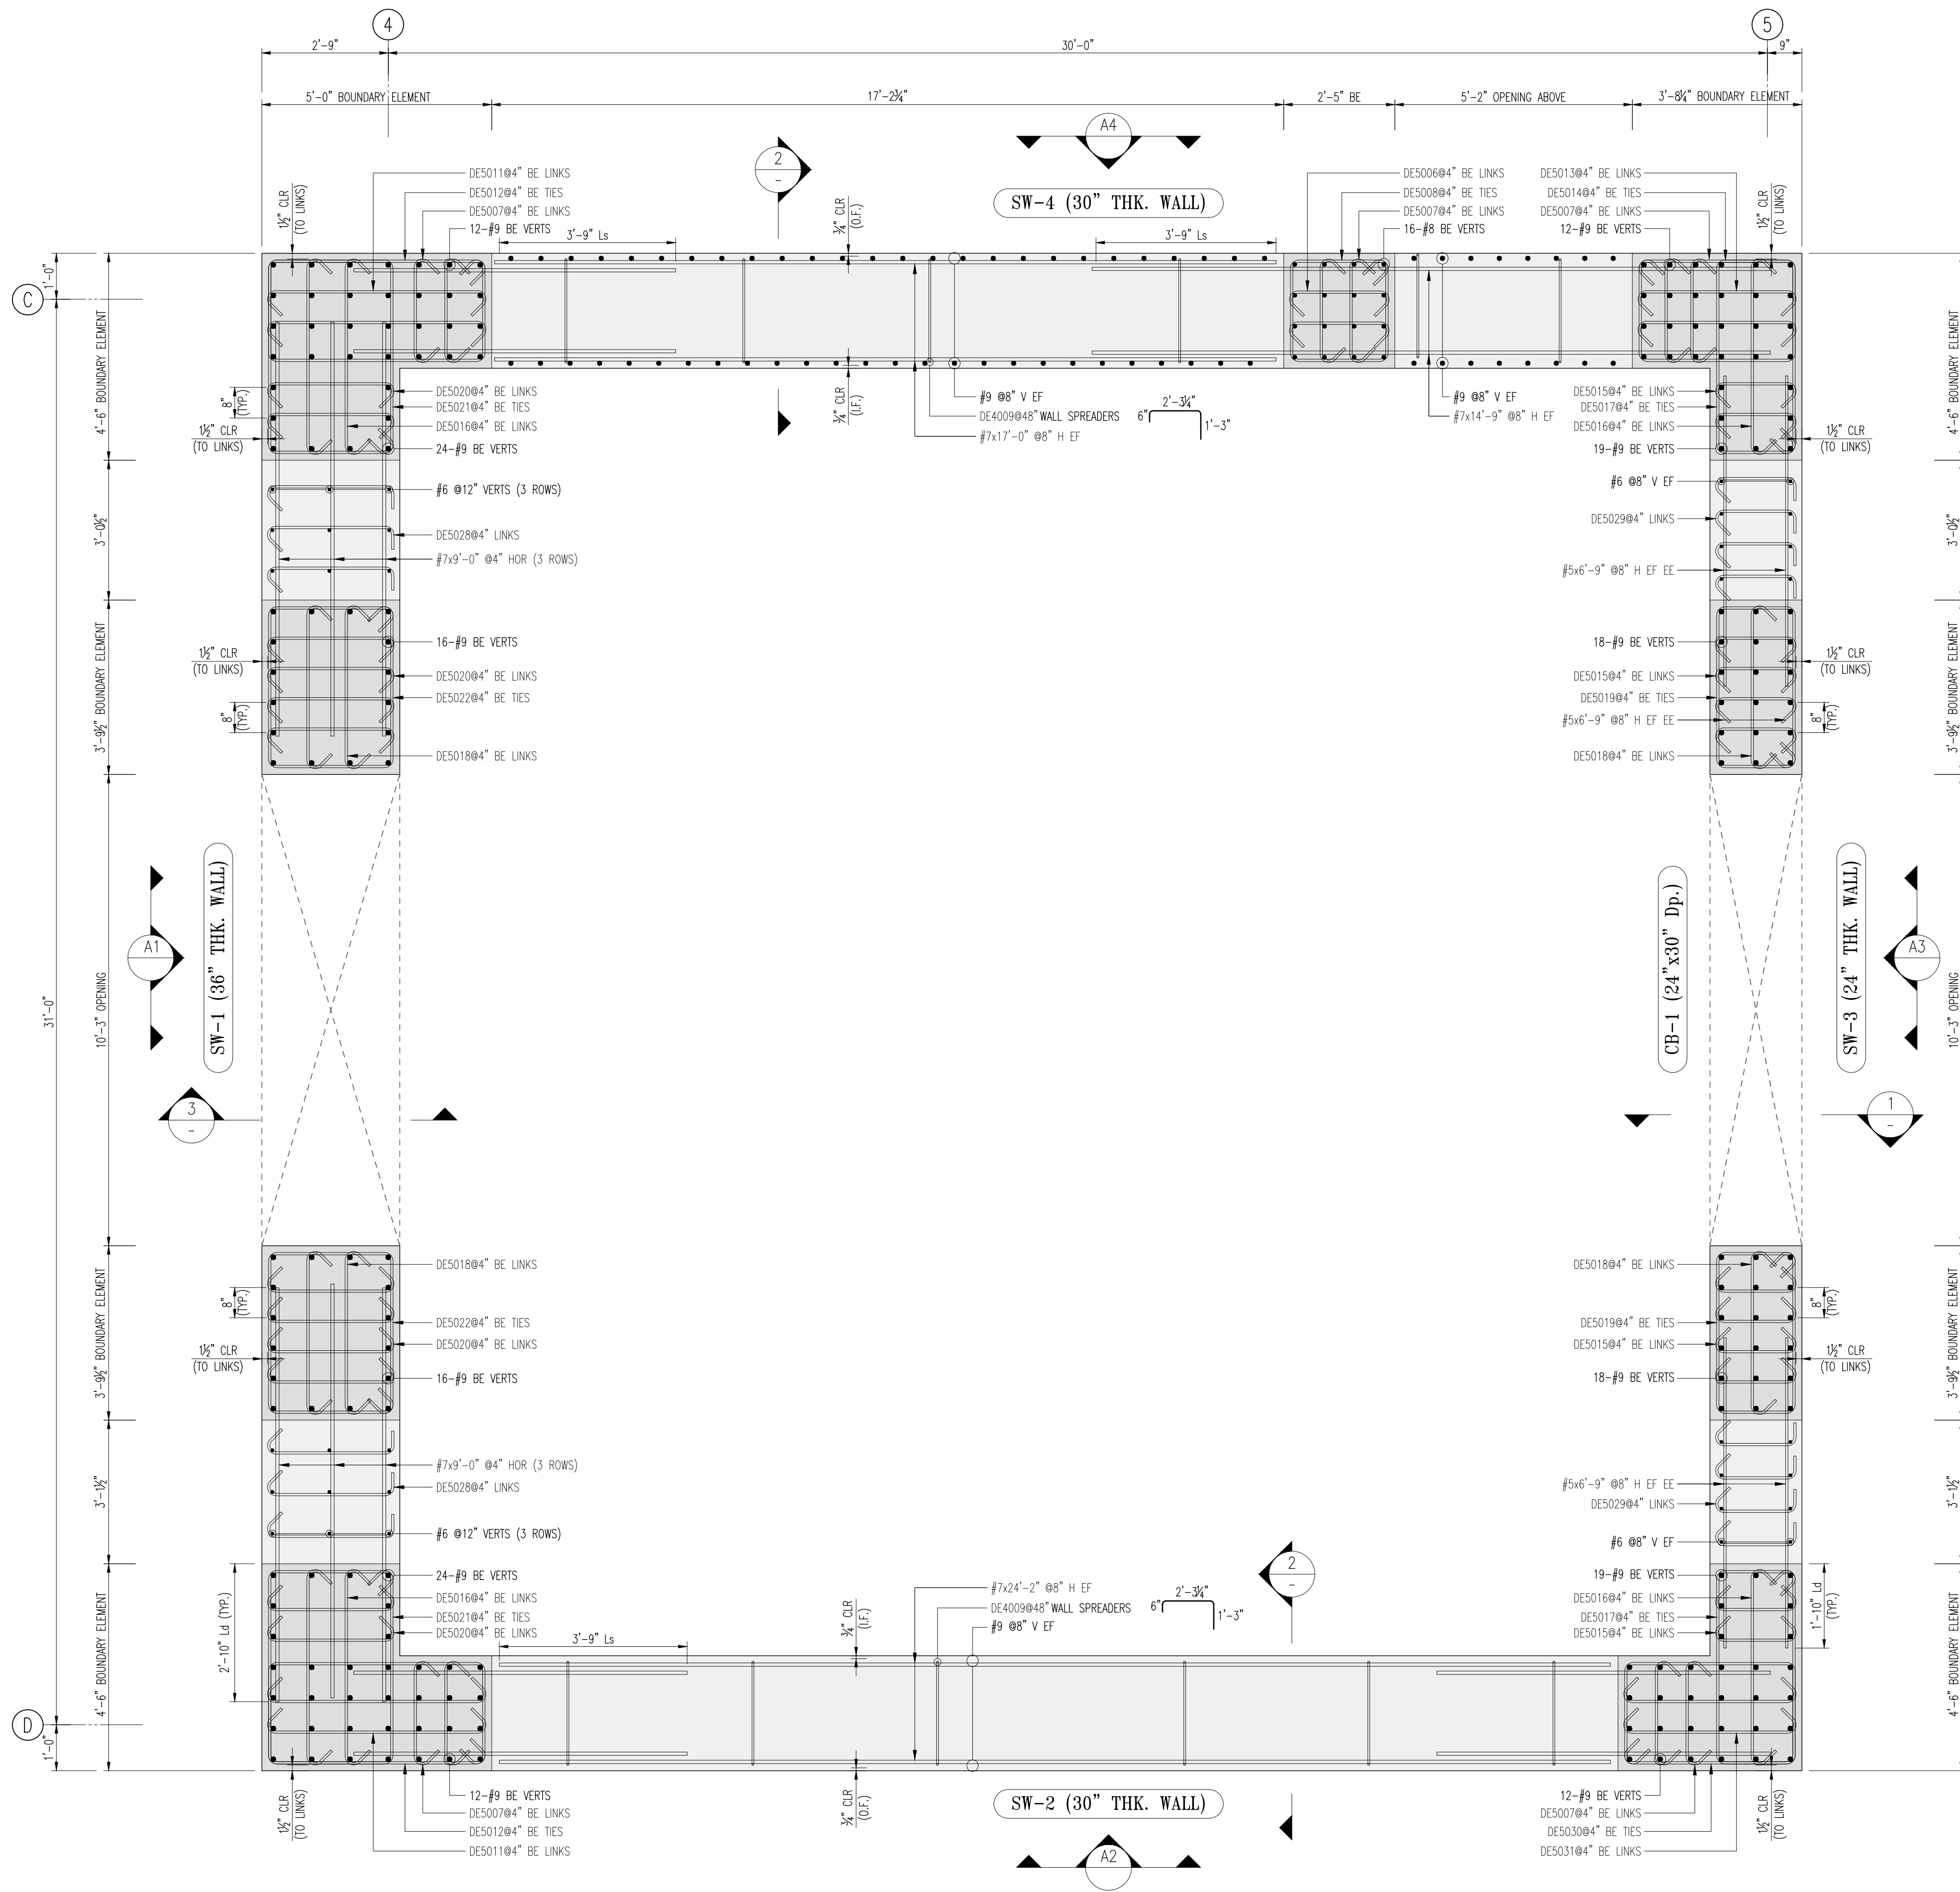 4
5
2'-9"
30'-0"
9"
5'-0" BOUNDARY ELEMENT
17'-2¾"
2'-5" BE
5'-2" OPENING ABOVE
3'-8¼" BOUNDARY ELEMENT
A4
2
-
SW-4 (30" THK. WALL)
1½" CLR
(TO LINKS)
DE5011@4" BE LINKS
DE5012@4" BE TIES
DE5007@4" BE LINKS
12-#9 BE VERTS
3'-9" Ls
¾" CLR
(O.F.)
3'-9" Ls
DE5006@4" BE LINKS
DE5008@4" BE TIES
DE5007@4" BE LINKS
16-#8 BE VERTS
DE5013@4" BE LINKS
DE5014@4" BE TIES
DE5007@4" BE LINKS
12-#9 BE VERTS
1½" CLR
(TO LINKS)
1'-0"
C
4'-6" BOUNDARY ELEMENT
4'-6" BOUNDARY ELEMENT
8"
(TYP.)
1½" CLR
(TO LINKS)
DE5020@4" BE LINKS
DE5021@4" BE TIES
DE5016@4" BE LINKS
24-#9 BE VERTS
¾" CLR
(I.F.)
#9 @8" V EF
DE4009@48" WALL SPREADERS
#7x17'-0" @8" H EF
6"
2'-3¼"
1'-3"
#9 @8" V EF
#7x14'-9" @8" H EF
DE5015@4" BE LINKS
DE5017@4" BE TIES
DE5016@4" BE LINKS
19-#9 BE VERTS
1½" CLR
(TO LINKS)
3'-0½"
#6 @12" VERTS (3 ROWS)
DE5028@4" LINKS
#7x9'-0" @4" HOR (3 ROWS)
#6 @8" V EF
DE5029@4" LINKS
#5x6'-9" @8" H EF EE
3'-0½"
3'-9½" BOUNDARY ELEMENT
1½" CLR
(TO LINKS)
8"
(TYP.)
16-#9 BE VERTS
DE5020@4" BE LINKS
DE5022@4" BE TIES
DE5018@4" BE LINKS
18-#9 BE VERTS
DE5015@4" BE LINKS
DE5019@4" BE TIES
#5x6'-9" @8" H EF EE
DE5018@4" BE LINKS
1½" CLR
(TO LINKS)
8"
(TYP.)
3'-9½" BOUNDARY ELEMENT
31'-0"
10'-3" OPENING
A1
SW-1 (36" THK. WALL)
CB-1 (24"x30" Dp.)
SW-3 (24" THK. WALL)
A3
10'-3" OPENING
3
-
1
-
3'-9½" BOUNDARY ELEMENT
8"
(TYP.)
1½" CLR
(TO LINKS)
DE5018@4" BE LINKS
DE5022@4" BE TIES
DE5020@4" BE LINKS
16-#9 BE VERTS
DE5018@4" BE LINKS
DE5019@4" BE TIES
DE5015@4" BE LINKS
18-#9 BE VERTS
8"
(TYP.)
1½" CLR
(TO LINKS)
3'-9½" BOUNDARY ELEMENT
3'-1½"
#7x9'-0" @4" HOR (3 ROWS)
DE5028@4" LINKS
#6 @12" VERTS (3 ROWS)
#5x6'-9" @8" H EF EE
DE5029@4" LINKS
#6 @8" V EF
3'-1½"
4'-6" BOUNDARY ELEMENT
2'-10" Ld (TYP.)
24-#9 BE VERTS
DE5016@4" BE LINKS
DE5021@4" BE TIES
DE5020@4" BE LINKS
3'-9" Ls
¾" CLR
(I.F.)
#7x24'-2" @8" H EF
DE4009@48" WALL SPREADERS
#9 @8" V EF
6"
2'-3¼"
1'-3"
2
-
19-#9 BE VERTS
DE5016@4" BE LINKS
DE5017@4" BE TIES
DE5015@4" BE LINKS
1'-10" Ld
(TYP.)
4'-6" BOUNDARY ELEMENT
D
1'-0"
1½" CLR
(TO LINKS)
12-#9 BE VERTS
DE5007@4" BE LINKS
DE5012@4" BE TIES
DE5011@4" BE LINKS
¾" CLR
(O.F.)
SW-2 (30" THK. WALL)
A2
12-#9 BE VERTS
DE5007@4" BE LINKS
DE5030@4" BE TIES
DE5031@4" BE LINKS
1½" CLR
(TO LINKS)